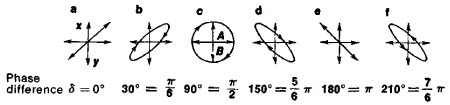 a b c d e f
x
A
B
y
Phase
difference δ = 0° 30° = π/6 90° = π/2 150° = 5/6 π 180° = π 210° = 7/6 π